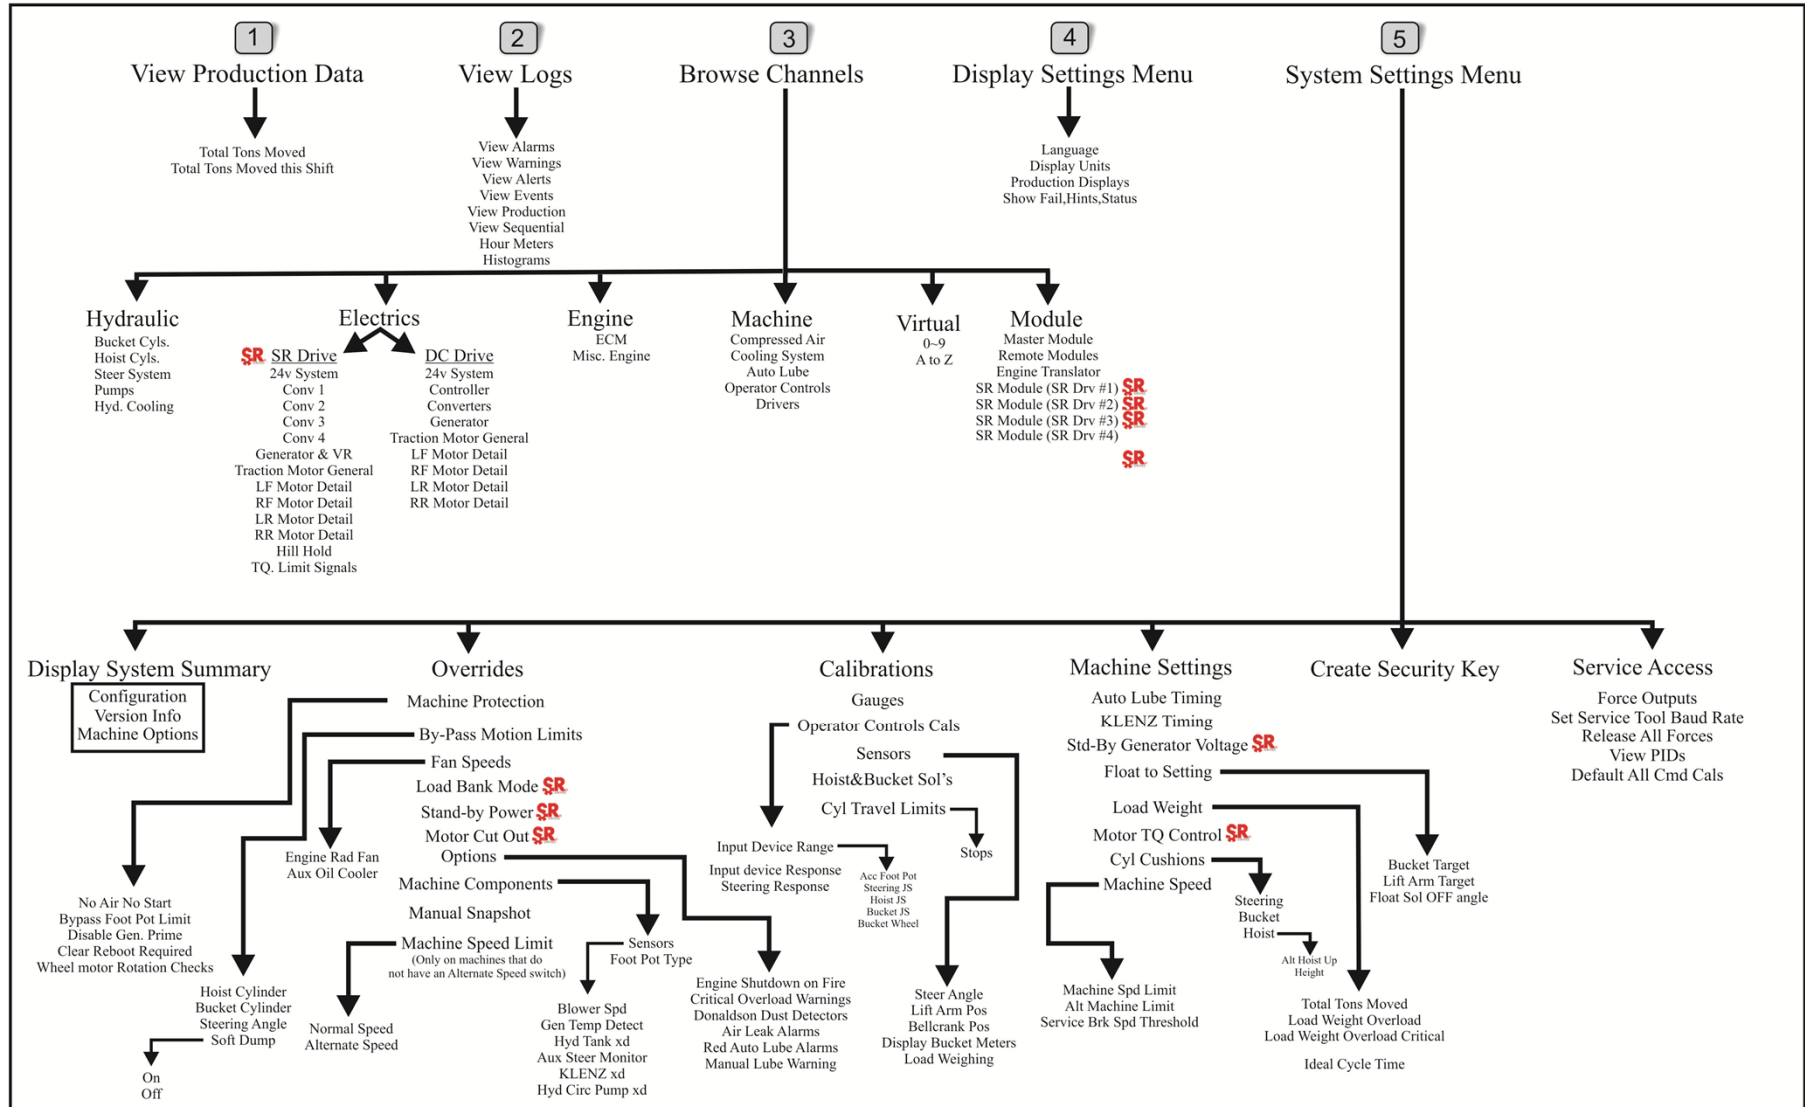 1
View Production Data
Total Tons Moved
Total Tons Moved this Shift
2
View Logs
View Alarms
View Warnings
View Alerts
View Events
View Production
View Sequential
Hour Meters
Histograms
3
Browse Channels
4
Display Settings Menu
Language
Display Units
Production Displays
Show Fail,Hints,Status
5
System Settings Menu
Hydraulic
Bucket Cyls.
Hoist Cyls.
Steer System
Pumps
Hyd. Cooling
Electrics
SR SR Drive
24v System
Conv 1
Conv 2
Conv 3
Conv 4
Generator & VR
Traction Motor General
LF Motor Detail
RF Motor Detail
LR Motor Detail
RR Motor Detail
Hill Hold
TQ. Limit Signals
DC Drive
24v System
Controller
Converters
Generator
Traction Motor General
LF Motor Detail
RF Motor Detail
LR Motor Detail
RR Motor Detail
Engine
ECM
Misc. Engine
Machine
Compressed Air
Cooling System
Auto Lube
Operator Controls
Drivers
Virtual
0~9
A to Z
Module
Master Module
Remote Modules
Engine Translator
SR Module (SR Drv #1) SR
SR Module (SR Drv #2) SR
SR Module (SR Drv #3) SR
SR Module (SR Drv #4)
SR
Display System Summary
Configuration
Version Info
Machine Options
Overrides
Machine Protection
By-Pass Motion Limits
Fan Speeds
Load Bank Mode SR
Stand-by Power SR
Motor Cut Out SR
Options
Machine Components
Manual Snapshot
Machine Speed Limit
(Only on machines that do
not have an Alternate Speed switch)
No Air No Start
Bypass Foot Pot Limit
Disable Gen. Prime
Clear Reboot Required
Wheel motor Rotation Checks
Hoist Cylinder
Bucket Cylinder
Steering Angle
Soft Dump
On
Off
Engine Rad Fan
Aux Oil Cooler
Normal Speed
Alternate Speed
Sensors
Foot Pot Type
Blower Spd
Gen Temp Detect
Hyd Tank xd
Aux Steer Monitor
KLENZ xd
Hyd Circ Pump xd
Engine Shutdown on Fire
Critical Overload Warnings
Donaldson Dust Detectors
Air Leak Alarms
Red Auto Lube Alarms
Manual Lube Warning
Calibrations
Gauges
Operator Controls Cals
Sensors
Hoist&Bucket Sol's
Cyl Travel Limits
Stops
Input Device Range
Input device Response
Steering Response
Acc Foot Pot
Steering JS
Hoist JS
Bucket JS
Bucket Wheel
Steer Angle
Lift Arm Pos
Bellcrank Pos
Display Bucket Meters
Load Weighing
Machine Settings
Auto Lube Timing
KLENZ Timing
Std-By Generator Voltage SR
Float to Setting
Load Weight
Motor TQ Control SR
Cyl Cushions
Machine Speed
Bucket Target
Lift Arm Target
Float Sol OFF angle
Steering
Bucket
Hoist
Alt Hoist Up
Height
Machine Spd Limit
Alt Machine Limit
Service Brk Spd Threshold
Total Tons Moved
Load Weight Overload
Load Weight Overload Critical
Ideal Cycle Time
Create Security Key
Service Access
Force Outputs
Set Service Tool Baud Rate
Release All Forces
View PIDs
Default All Cmd Cals